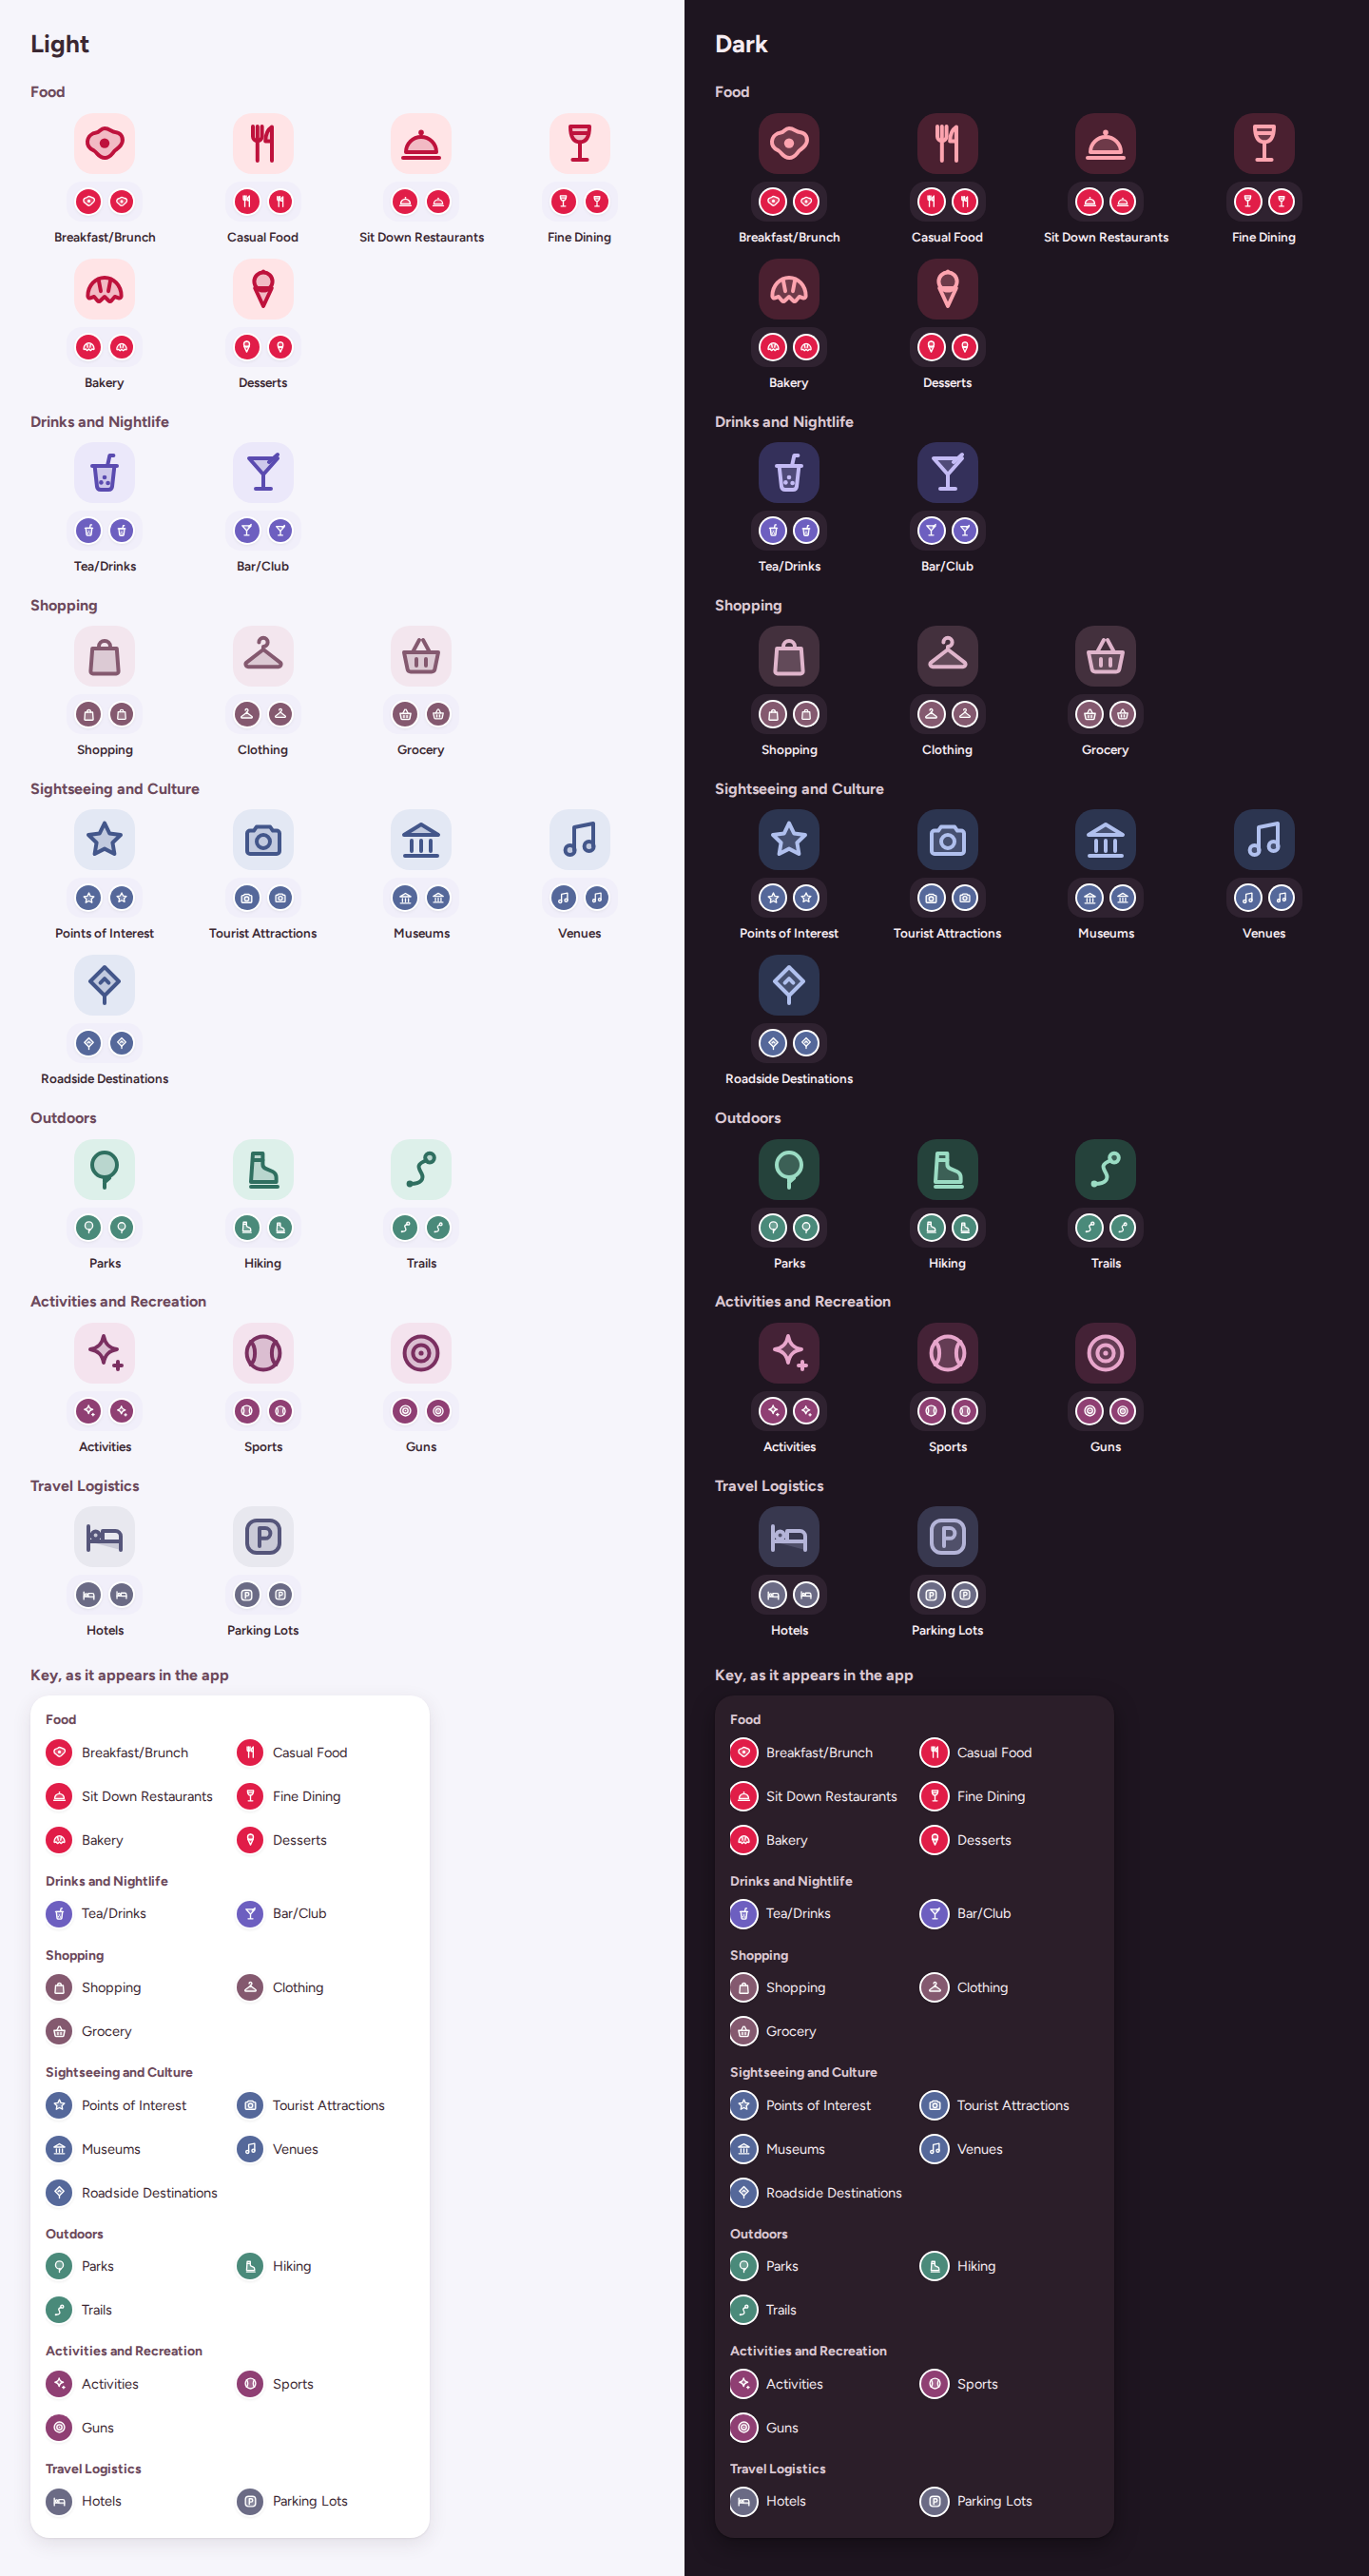 Light
Food
Breakfast/Brunch
Casual Food
Sit Down Restaurants
Fine Dining
Bakery
Desserts
Drinks and Nightlife
Tea/Drinks
Bar/Club
Shopping
Shopping
Clothing
Grocery
Sightseeing and Culture
Points of Interest
Tourist Attractions
Museums
Venues
Roadside Destinations
Outdoors
Parks
Hiking
Trails
Activities and Recreation
Activities
Sports
Guns
Travel Logistics
P
Hotels
Parking Lots
Key, as it appears in the app
Food
Breakfast/Brunch
Casual Food
Sit Down Restaurants
Fine Dining
Bakery
Desserts
Drinks and Nightlife
Tea/Drinks
Bar/Club
Shopping
Shopping
Clothing
Grocery
Sightseeing and Culture
Points of Interest
Tourist Attractions
Museums
Venues
Roadside Destinations
Outdoors
Parks
Hiking
Trails
Activities and Recreation
Activities
Sports
Guns
Travel Logistics
Hotels
Parking Lots
Dark
Food
Breakfast/Brunch
Casual Food
Sit Down Restaurants
Fine Dining
Bakery
Desserts
Drinks and Nightlife
Tea/Drinks
Bar/Club
Shopping
Shopping
Clothing
Grocery
Sightseeing and Culture
Points of Interest
Tourist Attractions
Museums
Venues
Roadside Destinations
Outdoors
Parks
Hiking
Trails
Activities and Recreation
Activities
Sports
Guns
Travel Logistics
P
Hotels
Parking Lots
Key, as it appears in the app
Food
Breakfast/Brunch
Casual Food
Sit Down Restaurants
Fine Dining
Bakery
Desserts
Drinks and Nightlife
Tea/Drinks
Bar/Club
Shopping
Shopping
Clothing
Grocery
Sightseeing and Culture
Points of Interest
Tourist Attractions
Museums
Venues
Roadside Destinations
Outdoors
Parks
Hiking
Trails
Activities and Recreation
Activities
Sports
Guns
Travel Logistics
Hotels
Parking Lots